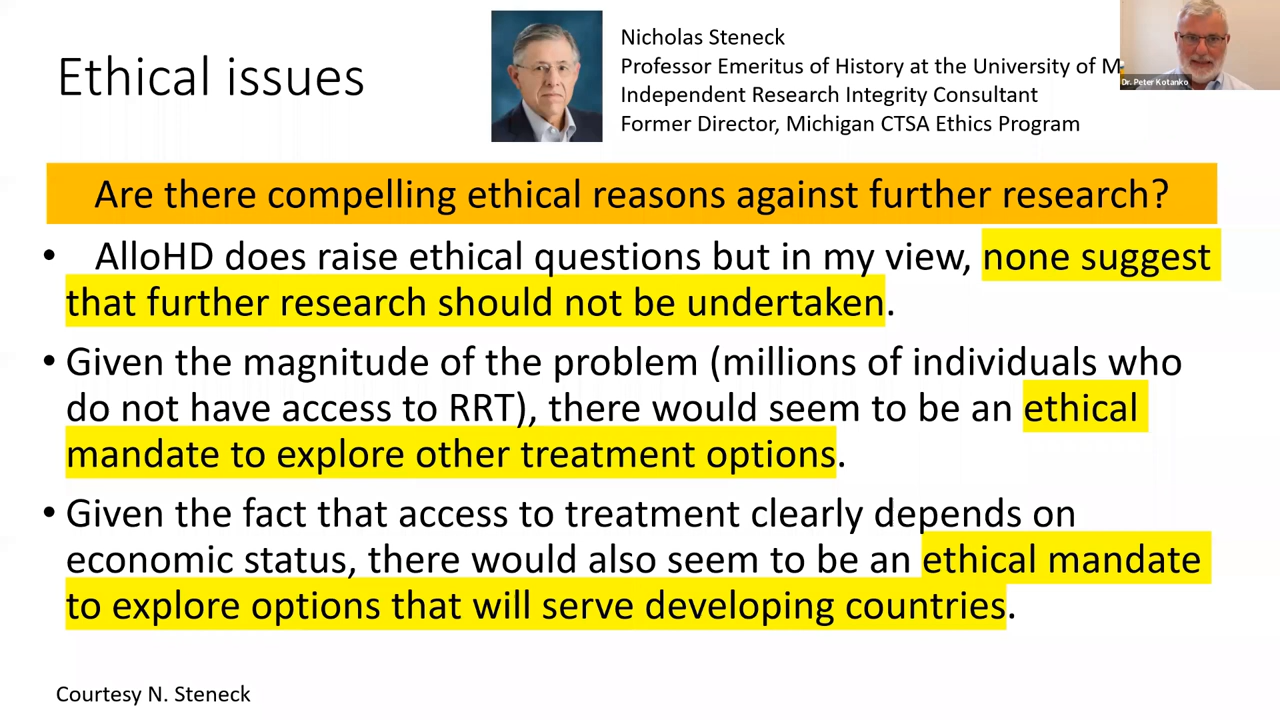 Ethical issues
Nicholas Steneck
Professor Emeritus of History at the University of M
Independent Research Integrity Consultant
Former Director, Michigan CTSA Ethics Program
Dr. Peter Kotanko
Are there compelling ethical reasons against further research?
• AlloHD does raise ethical questions but in my view, none suggest
that further research should not be undertaken.
• Given the magnitude of the problem (millions of individuals who
do not have access to RRT), there would seem to be an ethical
mandate to explore other treatment options.
• Given the fact that access to treatment clearly depends on
economic status, there would also seem to be an ethical mandate
to explore options that will serve developing countries.
Courtesy N. Steneck